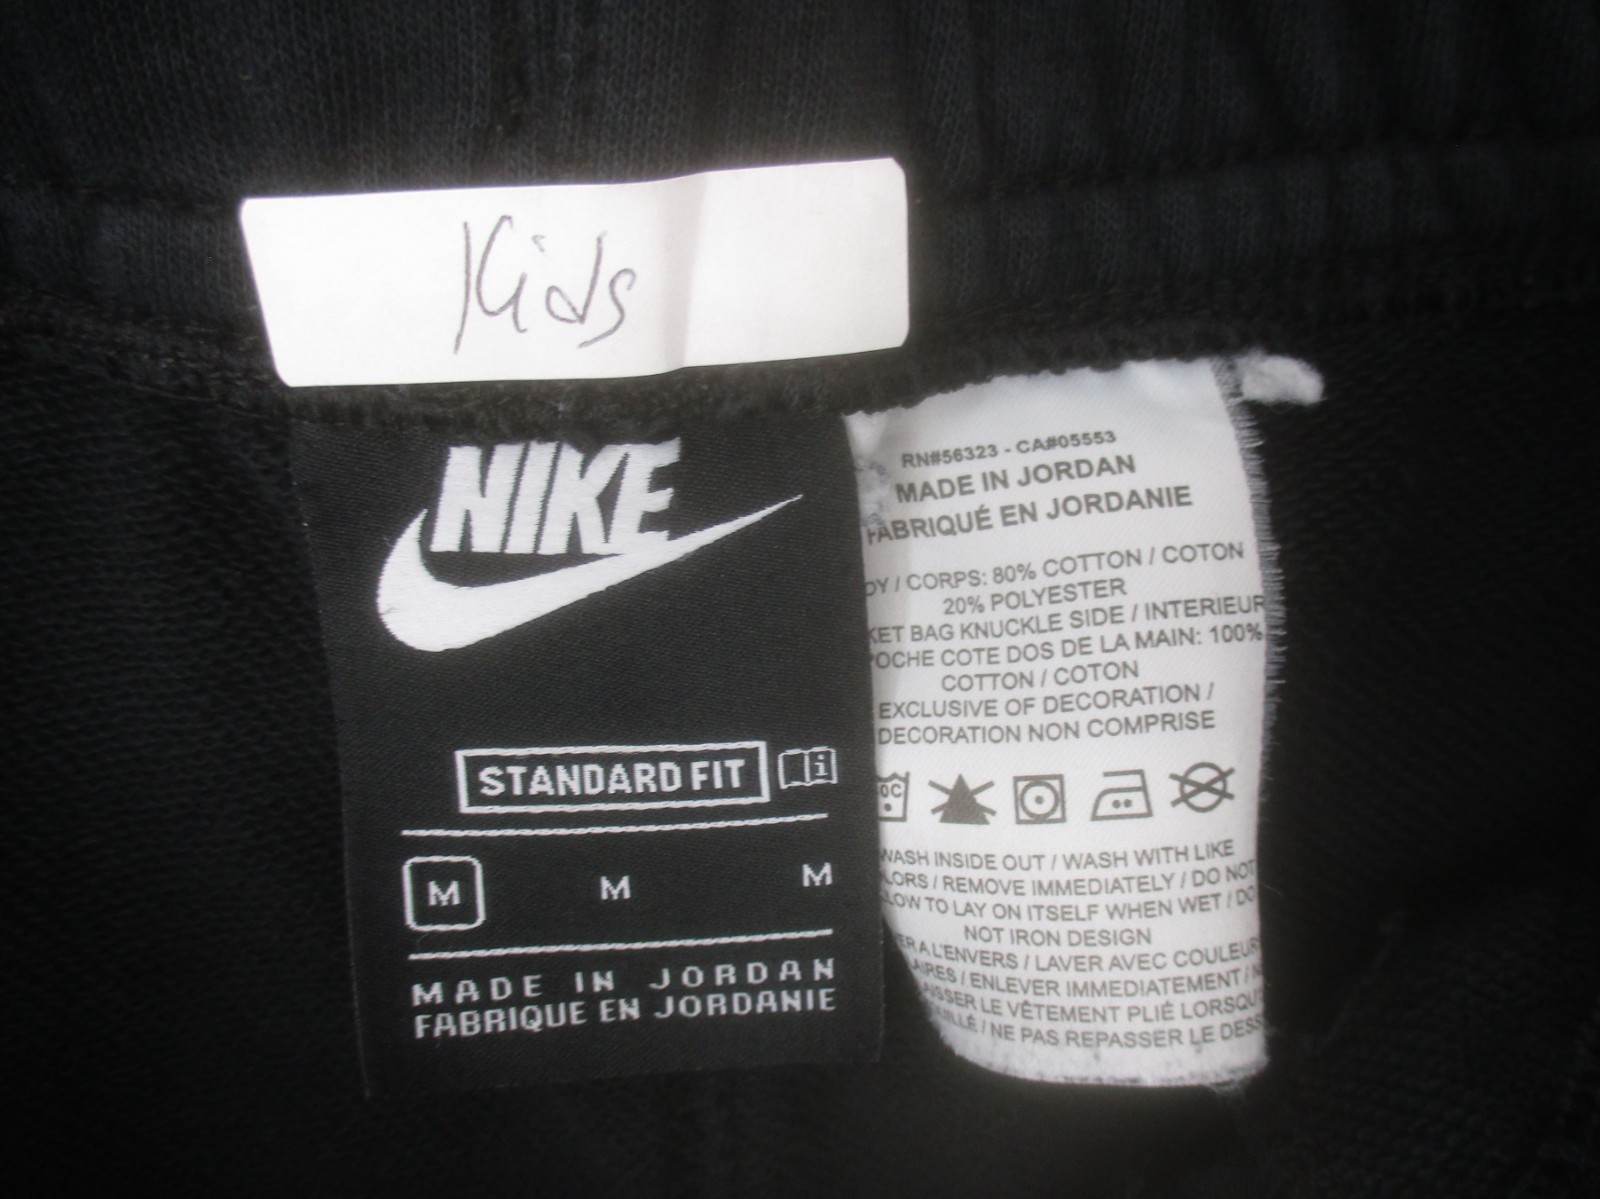 Kids
NIKE
STANDARD FIT
M M M
MADE IN JORDAN
FABRIQUE EN JORDANIE
RN#56323 - CA#05553
MADE IN JORDAN
FABRIQUÉ EN JORDANIE
/ CORPS: 80% COTTON / COTON
20% POLYESTER
BAG KNUCKLE SIDE / INTERIEUR
POCHE COTE DOS DE LA MAIN: 100%
COTTON / COTON
EXCLUSIVE OF DECORATION /
DECORATION NON COMPRISE
WASH INSIDE OUT / WASH WITH LIKE
/ REMOVE IMMEDIATELY / DO NOT
TO LAY ON ITSELF WHEN WET / DO
NOT IRON DESIGN
A L'ENVERS / LAVER AVEC COULEUR
/ ENLEVER IMMEDIATEMENT /
LE VÊTEMENT PLIÉ LORSQU
/ NE PAS REPASSER LE